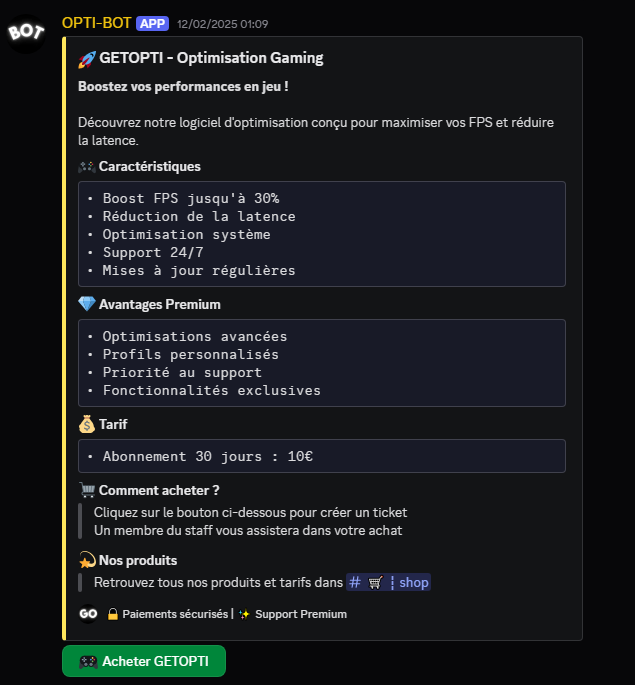 BOT
OPTI-BOT APP 12/02/2025 01:09
🚀 GETOPTI - Optimisation Gaming
Boostez vos performances en jeu !
Découvrez notre logiciel d'optimisation conçu pour maximiser vos FPS et réduire
la latence.
🎮 Caractéristiques
• Boost FPS jusqu'à 30%
• Réduction de la latence
• Optimisation système
• Support 24/7
• Mises à jour régulières
💎 Avantages Premium
• Optimisations avancées
• Profils personnalisés
• Priorité au support
• Fonctionnalités exclusives
💰 Tarif
• Abonnement 30 jours : 10€
🛒 Comment acheter ?
Cliquez sur le bouton ci-dessous pour créer un ticket
Un membre du staff vous assistera dans votre achat
💫 Nos produits
Retrouvez tous nos produits et tarifs dans # 🛒 ¦ shop
GO 🔒 Paiements sécurisés | ✨ Support Premium
🎮 Acheter GETOPTI